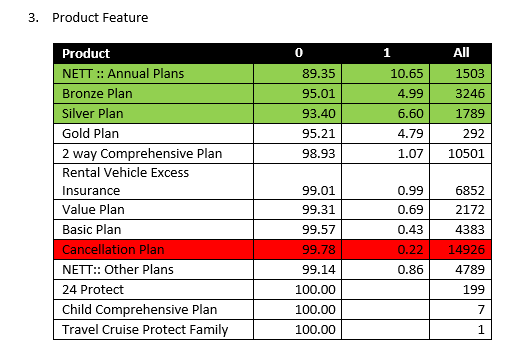 3. Product Feature
Product 0 1 All
NETT :: Annual Plans 89.35 10.65 1503
Bronze Plan 95.01 4.99 3246
Silver Plan 93.40 6.60 1789
Gold Plan 95.21 4.79 292
2 way Comprehensive Plan 98.93 1.07 10501
Rental Vehicle Excess
Insurance 99.01 0.99 6852
Value Plan 99.31 0.69 2172
Basic Plan 99.57 0.43 4383
Cancellation Plan 99.78 0.22 14926
NETT:: Other Plans 99.14 0.86 4789
24 Protect 100.00 199
Child Comprehensive Plan 100.00 7
Travel Cruise Protect Family 100.00 1